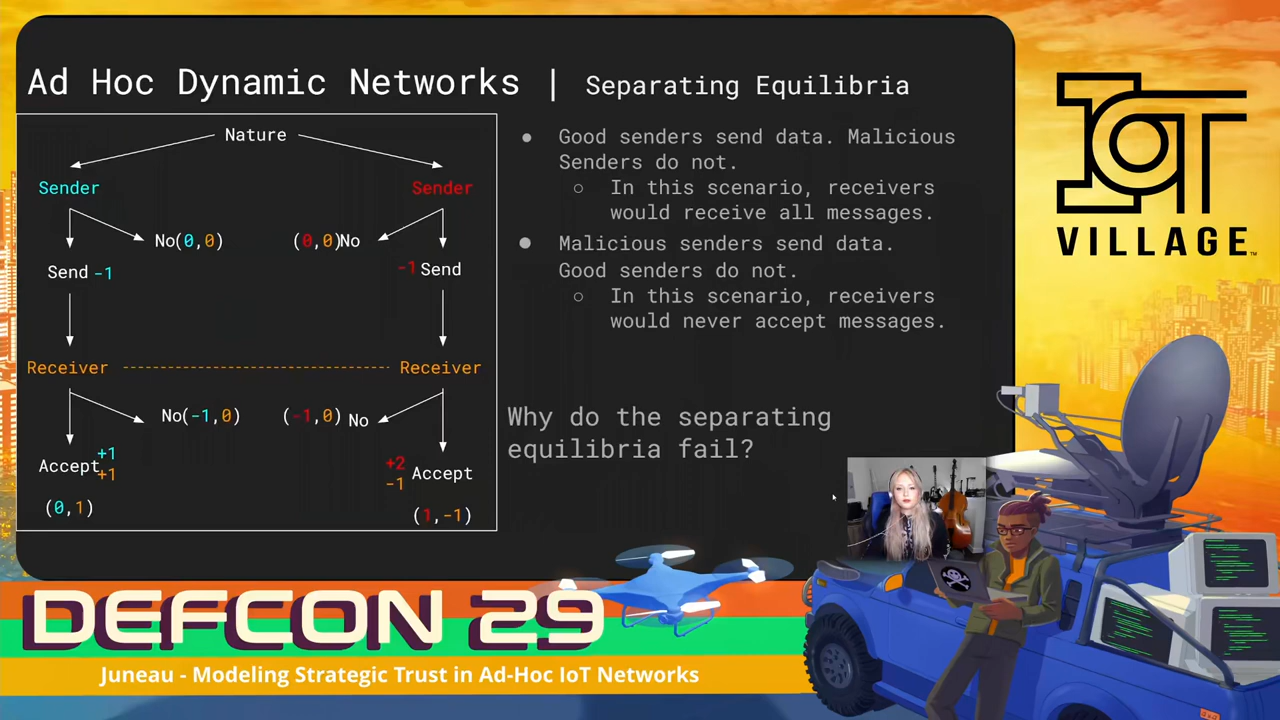 Ad Hoc Dynamic Networks | Separating Equilibria
Nature
Sender
Sender
No(0,0)
(0,0)No
Send -1
-1 Send
Receiver
Receiver
No(-1,0)
(-1,0) No
Accept
+1
+1
+2
-1
Accept
(0,1)
(1,-1)
● Good senders send data. Malicious
Senders do not.
○ In this scenario, receivers
would receive all messages.
● Malicious senders send data.
Good senders do not.
○ In this scenario, receivers
would never accept messages.
Why do the separating
equilibria fail?
IOT
VILLAGE™
DEFCON 29
Juneau - Modeling Strategic Trust in Ad-Hoc IoT Networks